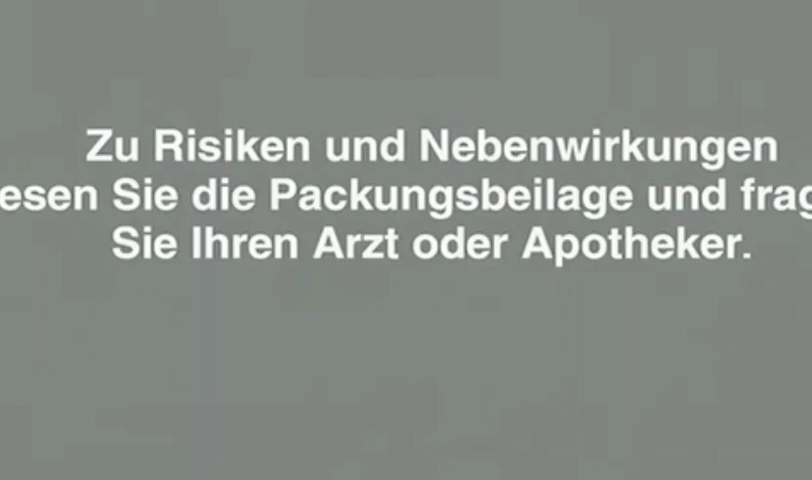 Zu Risiken und Nebenwirkungen
esen Sie die Packungsbeilage und frag
Sie Ihren Arzt oder Apotheker.